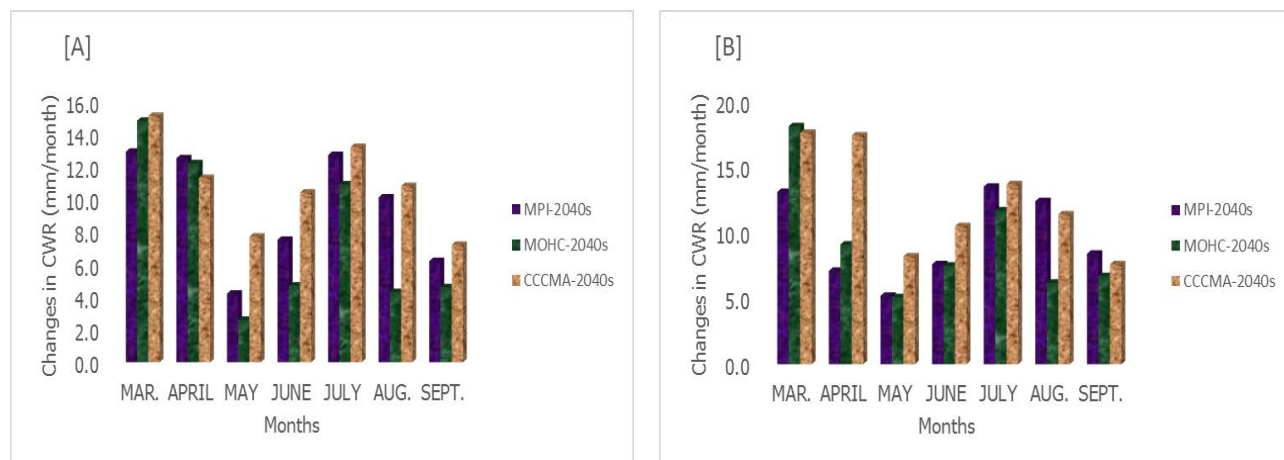 [A]
Changes in CWR (mm/month)
16.0
14.0
12.0
10.0
8.0
6.0
4.0
2.0
0.0
MAR. APRIL MAY JUNE JULY AUG. SEPT.
Months
MPI-2040s
MOHC-2040s
CCCMA-2040s
[B]
Changes in CWR (mm/month)
20.0
15.0
10.0
5.0
0.0
MAR. APRIL MAY JUNE JULY AUG. SEPT.
Months
MPI-2040s
MOHC-2040s
CCCMA-2040s